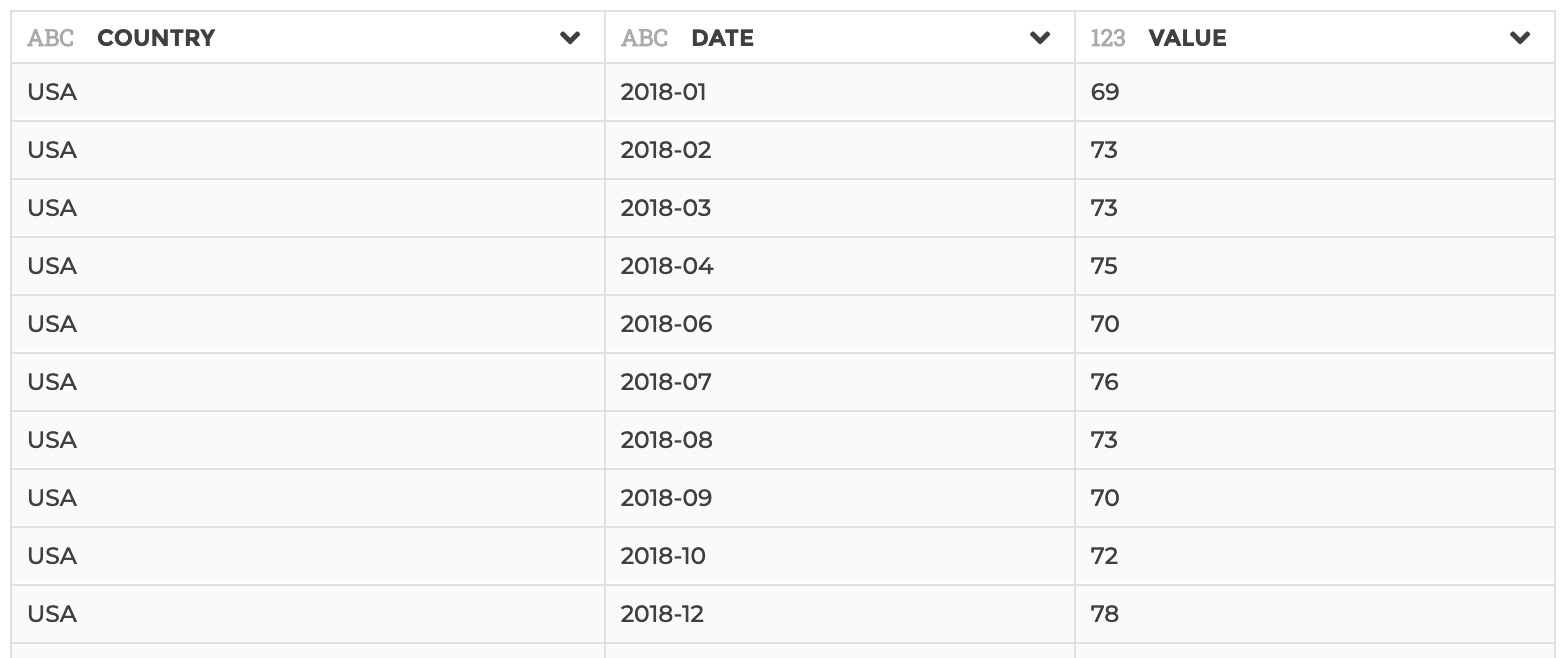 ABC COUNTRY ABC DATE 123 VALUE
USA 2018-01 69
USA 2018-02 73
USA 2018-03 73
USA 2018-04 75
USA 2018-06 70
USA 2018-07 76
USA 2018-08 73
USA 2018-09 70
USA 2018-10 72
USA 2018-12 78